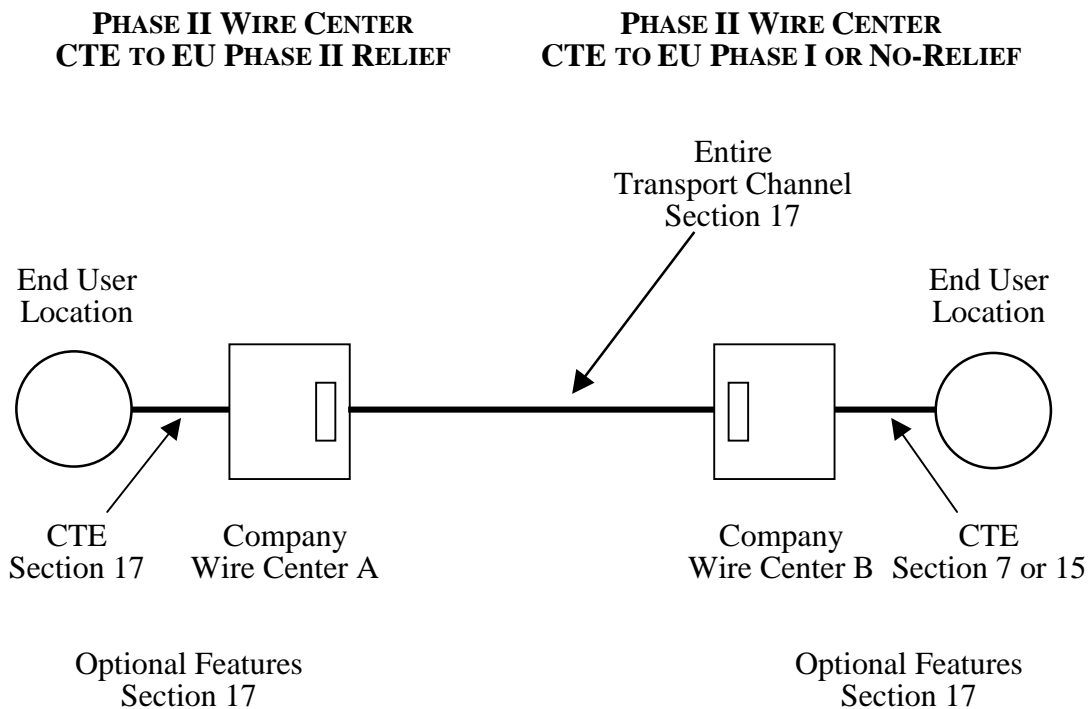 PHASE II WIRE CENTER
CTE TO EU PHASE II RELIEF
PHASE II WIRE CENTER
CTE TO EU PHASE I OR NO-RELIEF
Entire
Transport Channel
Section 17
End User
Location
End User
Location
CTE
Section 17
Company
Wire Center A
Company
Wire Center B
CTE
Section 7 or 15
Optional Features
Section 17
Optional Features
Section 17